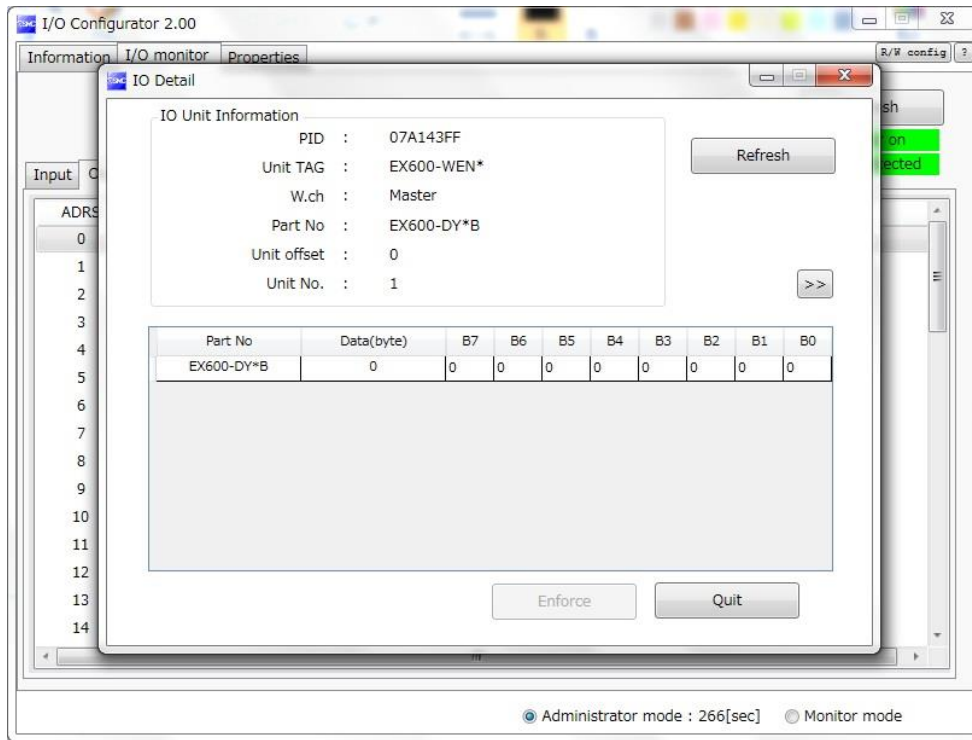 I/O Configurator 2.00
Information I/O monitor Properties R/W config ?
IO Detail
IO Unit Information
PID : 07A143FF
Unit TAG : EX600-WEN*
W.ch : Master
Part No : EX600-DY*B
Unit offset : 0
Unit No. : 1
Refresh
>>
sh
on
ected
Input
ADRS
0
1
2
3
4
5
6
7
8
9
10
11
12
13
14
Part No Data(byte) B7 B6 B5 B4 B3 B2 B1 B0
EX600-DY*B 0 0 0 0 0 0 0 0 0
Enforce Quit
Administrator mode : 266[sec] Monitor mode